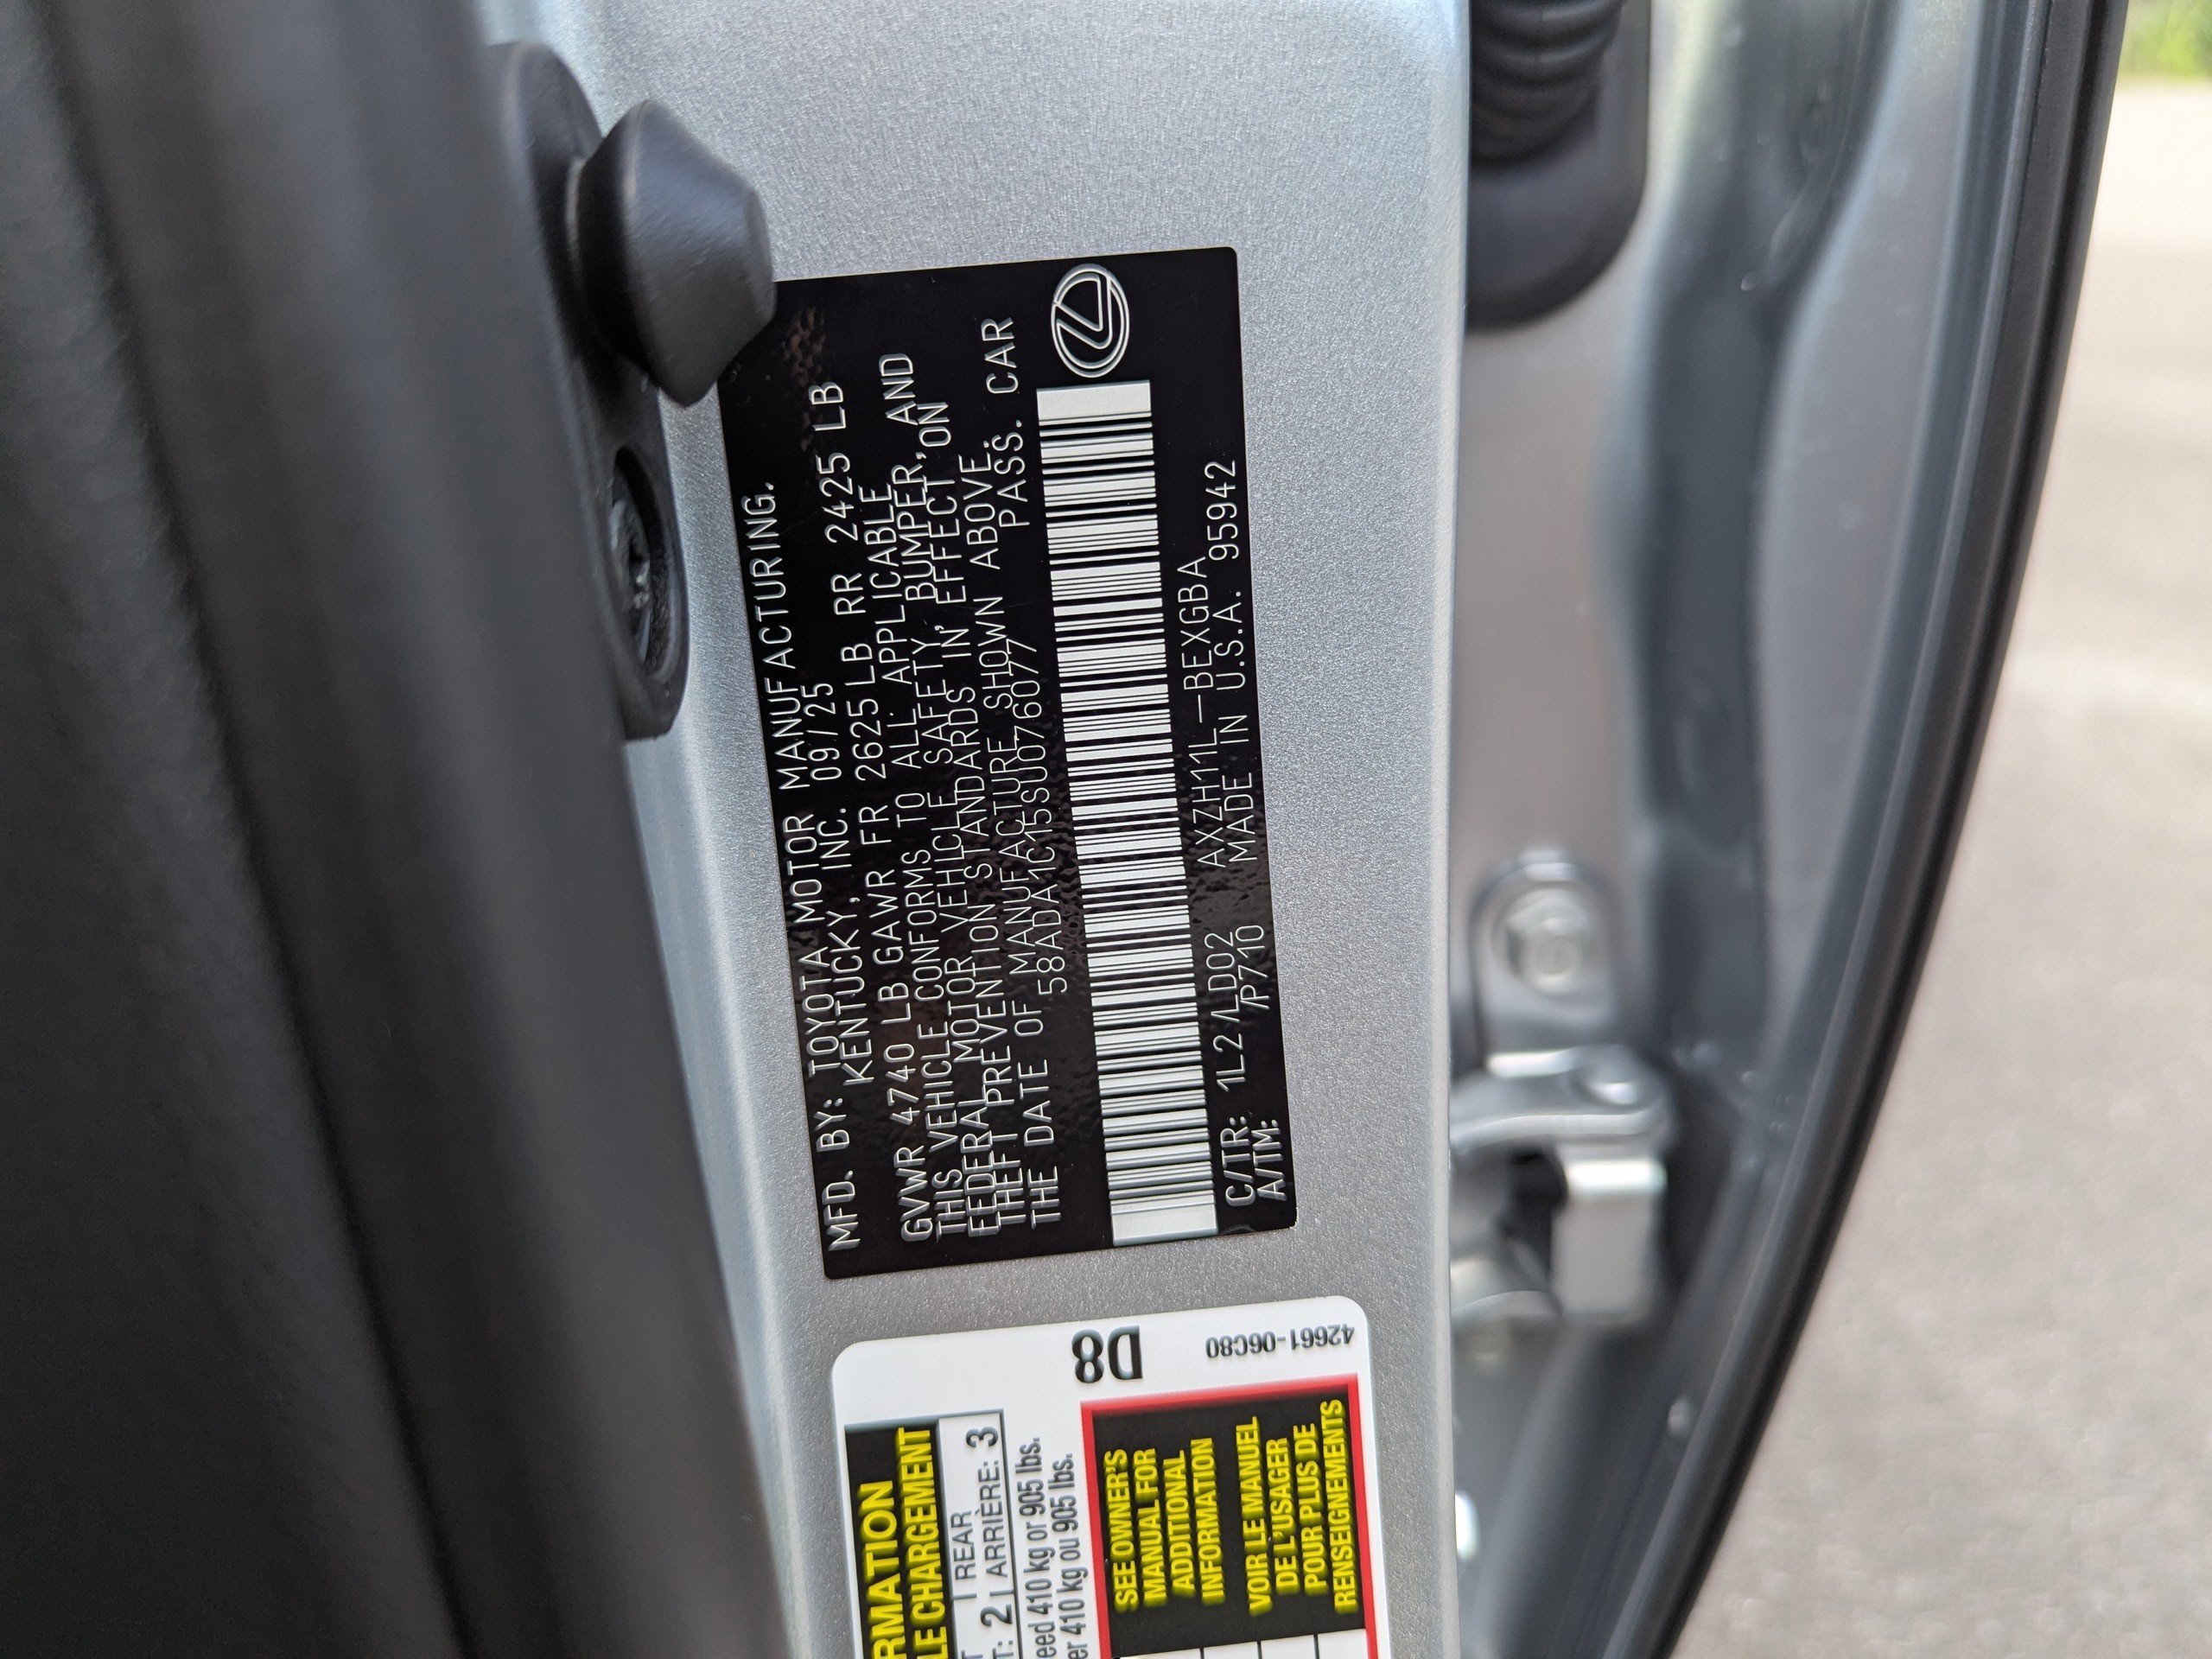 MFD. BY: TOYOTA MOTOR MANUFACTURING.
KENTUCKY, INC. 09/25
GVWR 4740 LB GAWR FR 2625LB RR 2425 LB
THIS VEHICLE CONFORMS TO ALL APPLICABLE
FEDERAL MOTOR VEHICLE SAFETY, BUMPER, AND
THEFT PREVENTION STANDARDS IN EFFECT ON
THE DATE OF MANUFACTURE SHOWN ABOVE.
58ADA1C15SU076077 PASS. CAR
C/TR: 1L2 /LD02 AXZH11L-BEXGBA
A/TM: /P710 MADE IN U.S.A. 95942
D8
42661-06C80
RMATION
LE CHARGEMENT
REAR
2 ARRIÈRE: 3
eed 410 kg or 905 lbs.
er 410 kg ou 905 lbs.
SEE OWNER'S
MANUAL FOR
ADDITIONAL
INFORMATION
VOIR LE MANUEL
DE L'USAGER
POUR PLUS DE
RENSEIGNEMENTS